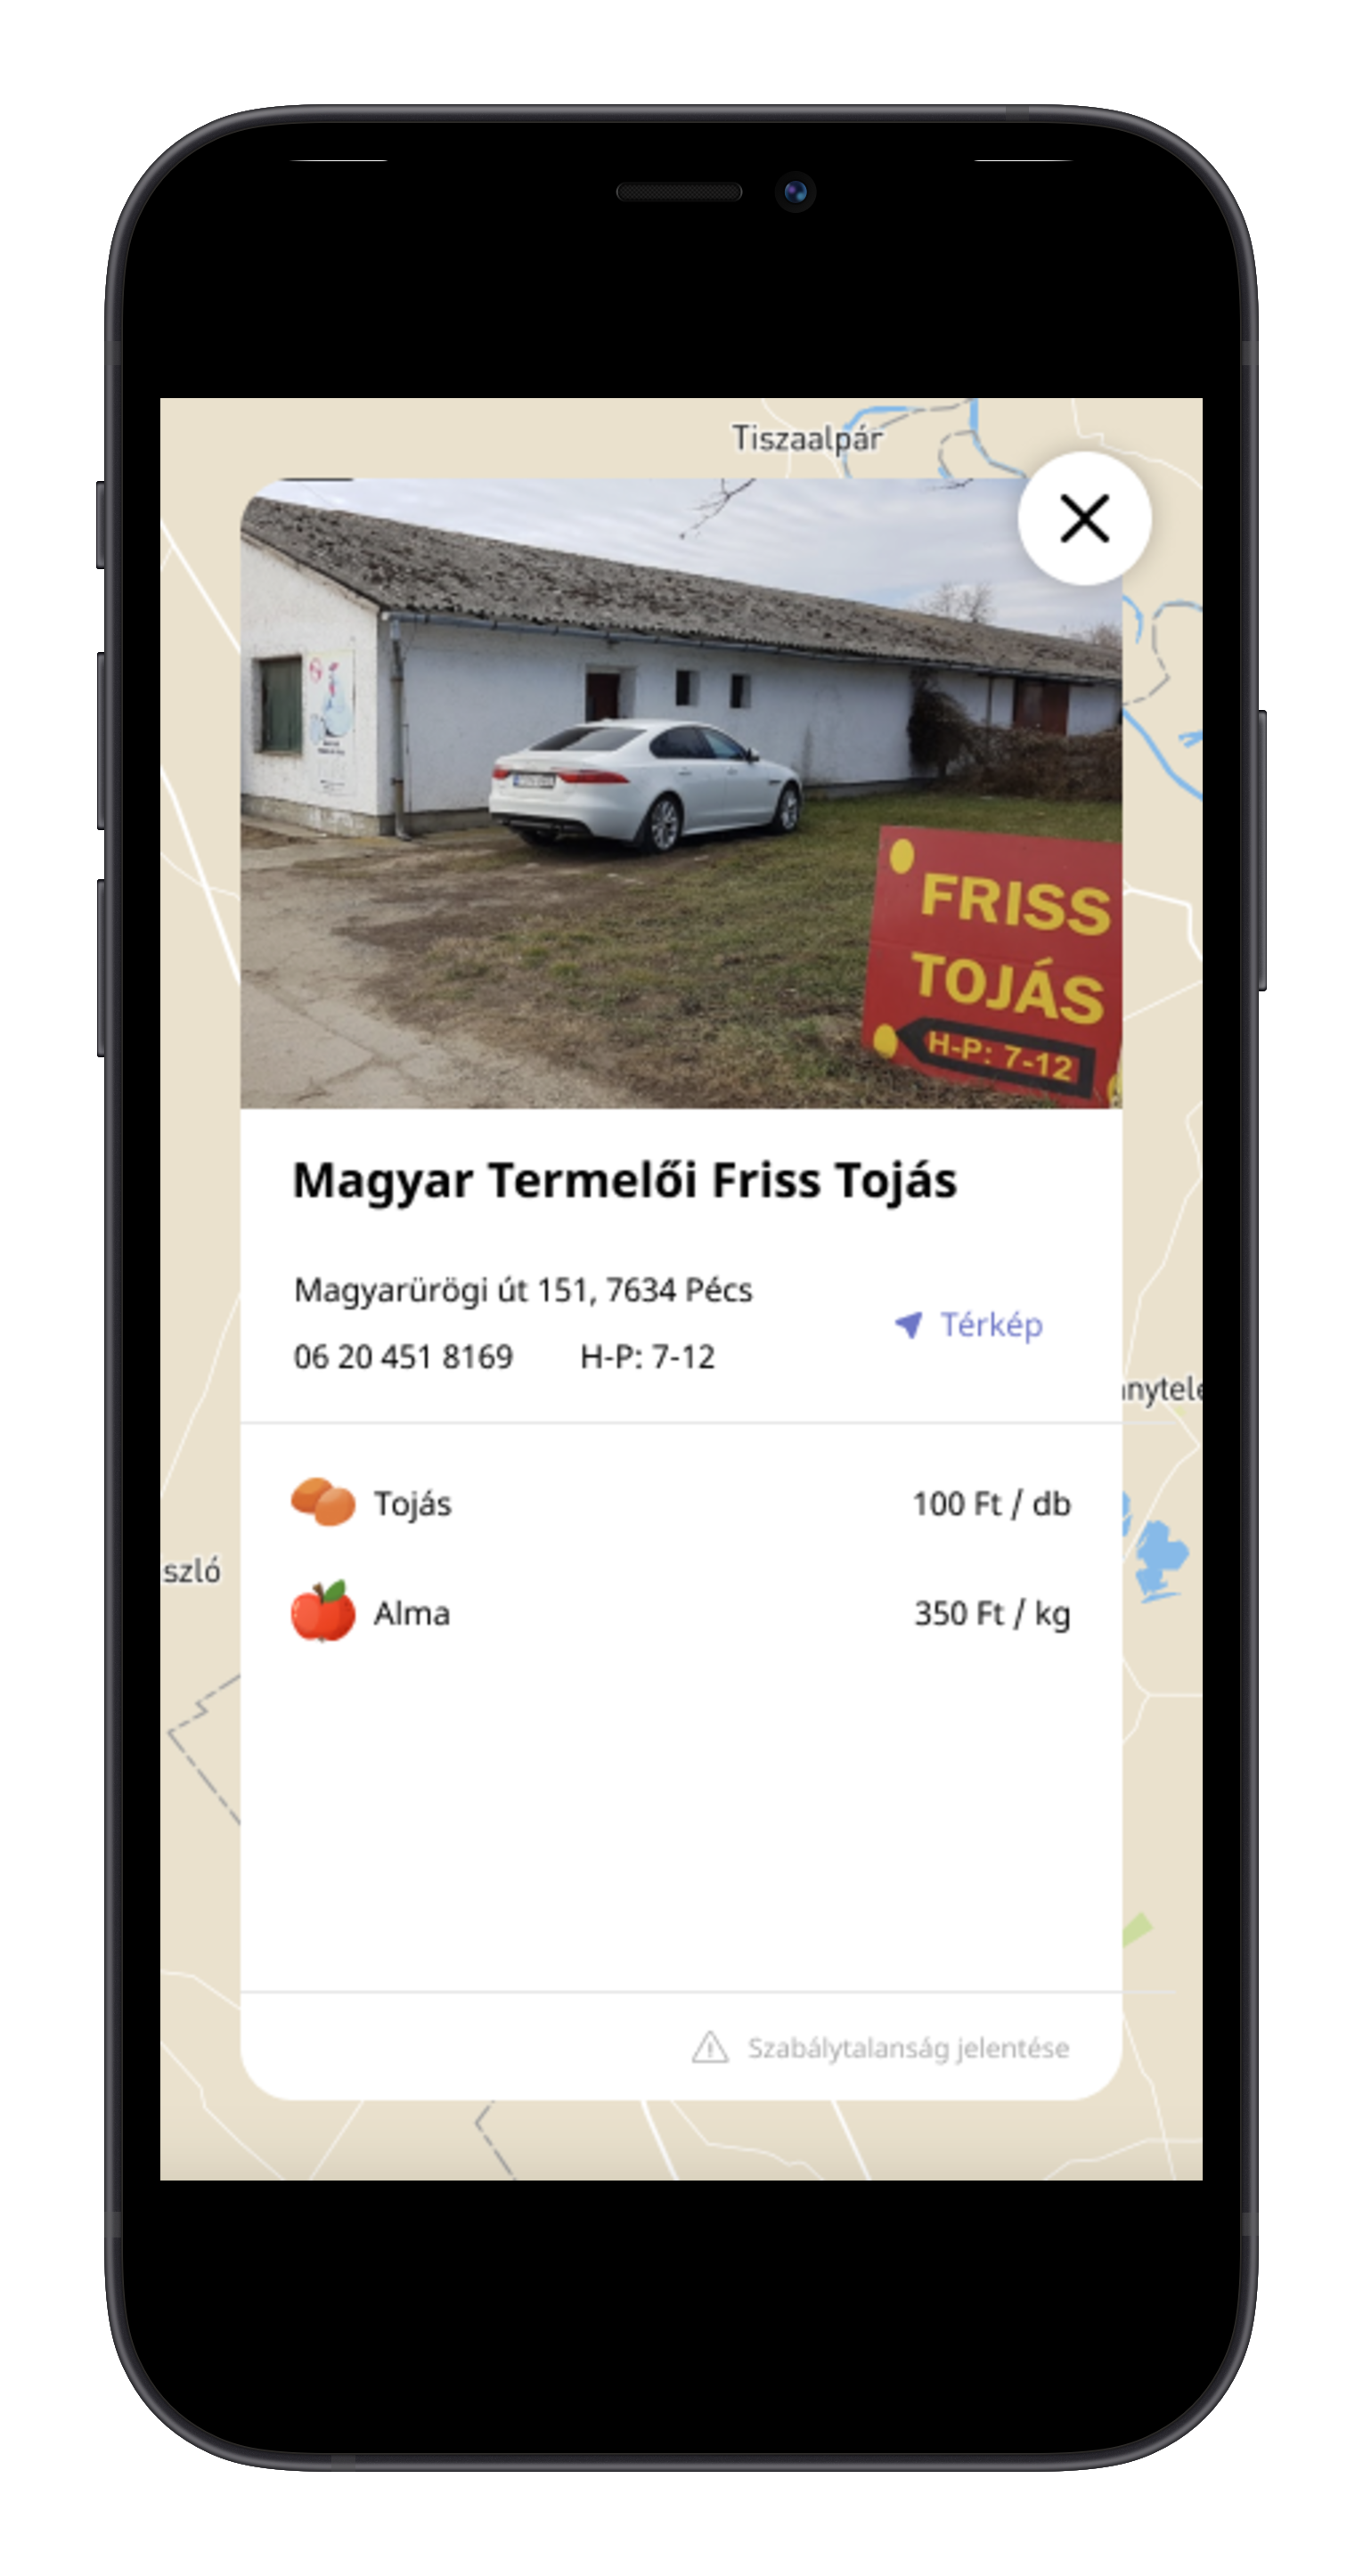 Tiszaalpár
FRISS
TOJÁS
H-P: 7-12
Magyar Termelői Friss Tojás
Magyarürögi út 151, 7634 Pécs
Térkép
06 20 451 8169 H-P: 7-12
Tojás 100 Ft / db
szló
Alma 350 Ft / kg
Szabálytalanság jelentése